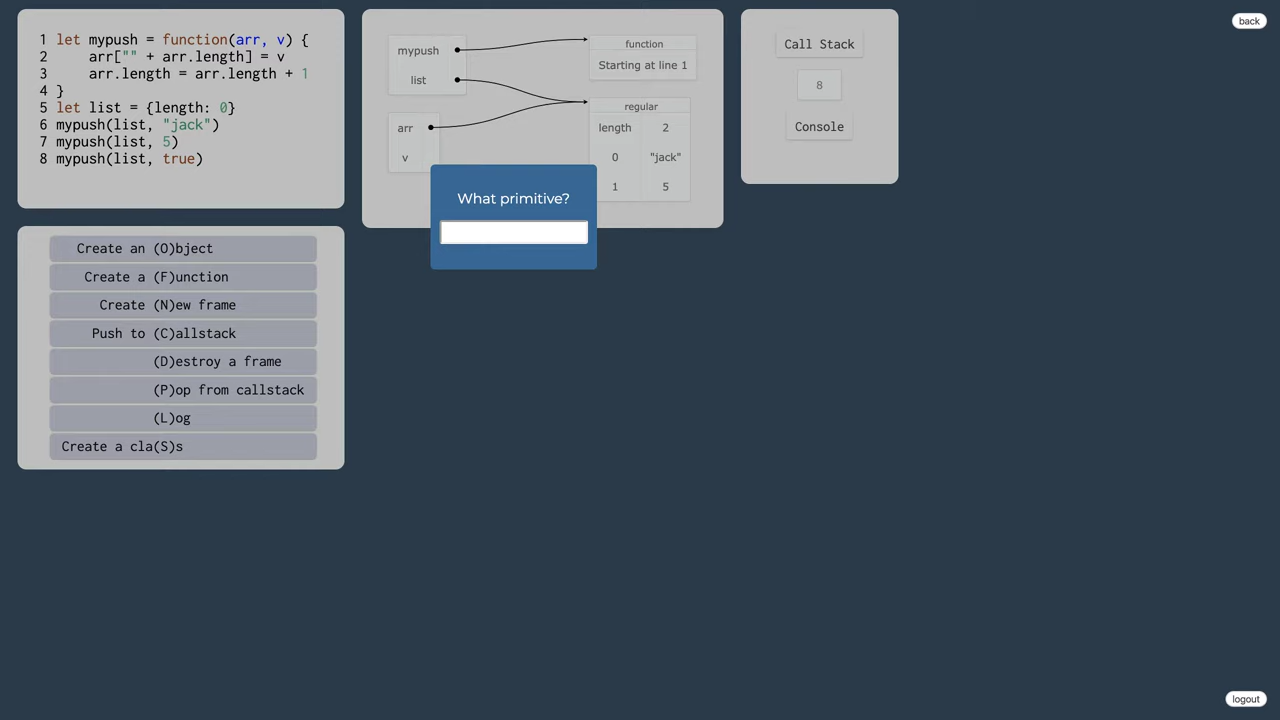 1 let mypush = function(arr, v) {
2     arr["" + arr.length] = v
3     arr.length = arr.length + 1
4 }
5 let list = {length: 0}
6 mypush(list, "jack")
7 mypush(list, 5)
8 mypush(list, true)
Create an (O)bject
Create a (F)unction
Create (N)ew frame
Push to (C)allstack
(D)estroy a frame
(P)op from callstack
(L)og
Create a cla(S)s
mypush
list
arr
v
function
Starting at line 1
regular
length 2
0 "jack"
1 5
What primitive?
Call Stack
8
Console
back
logout